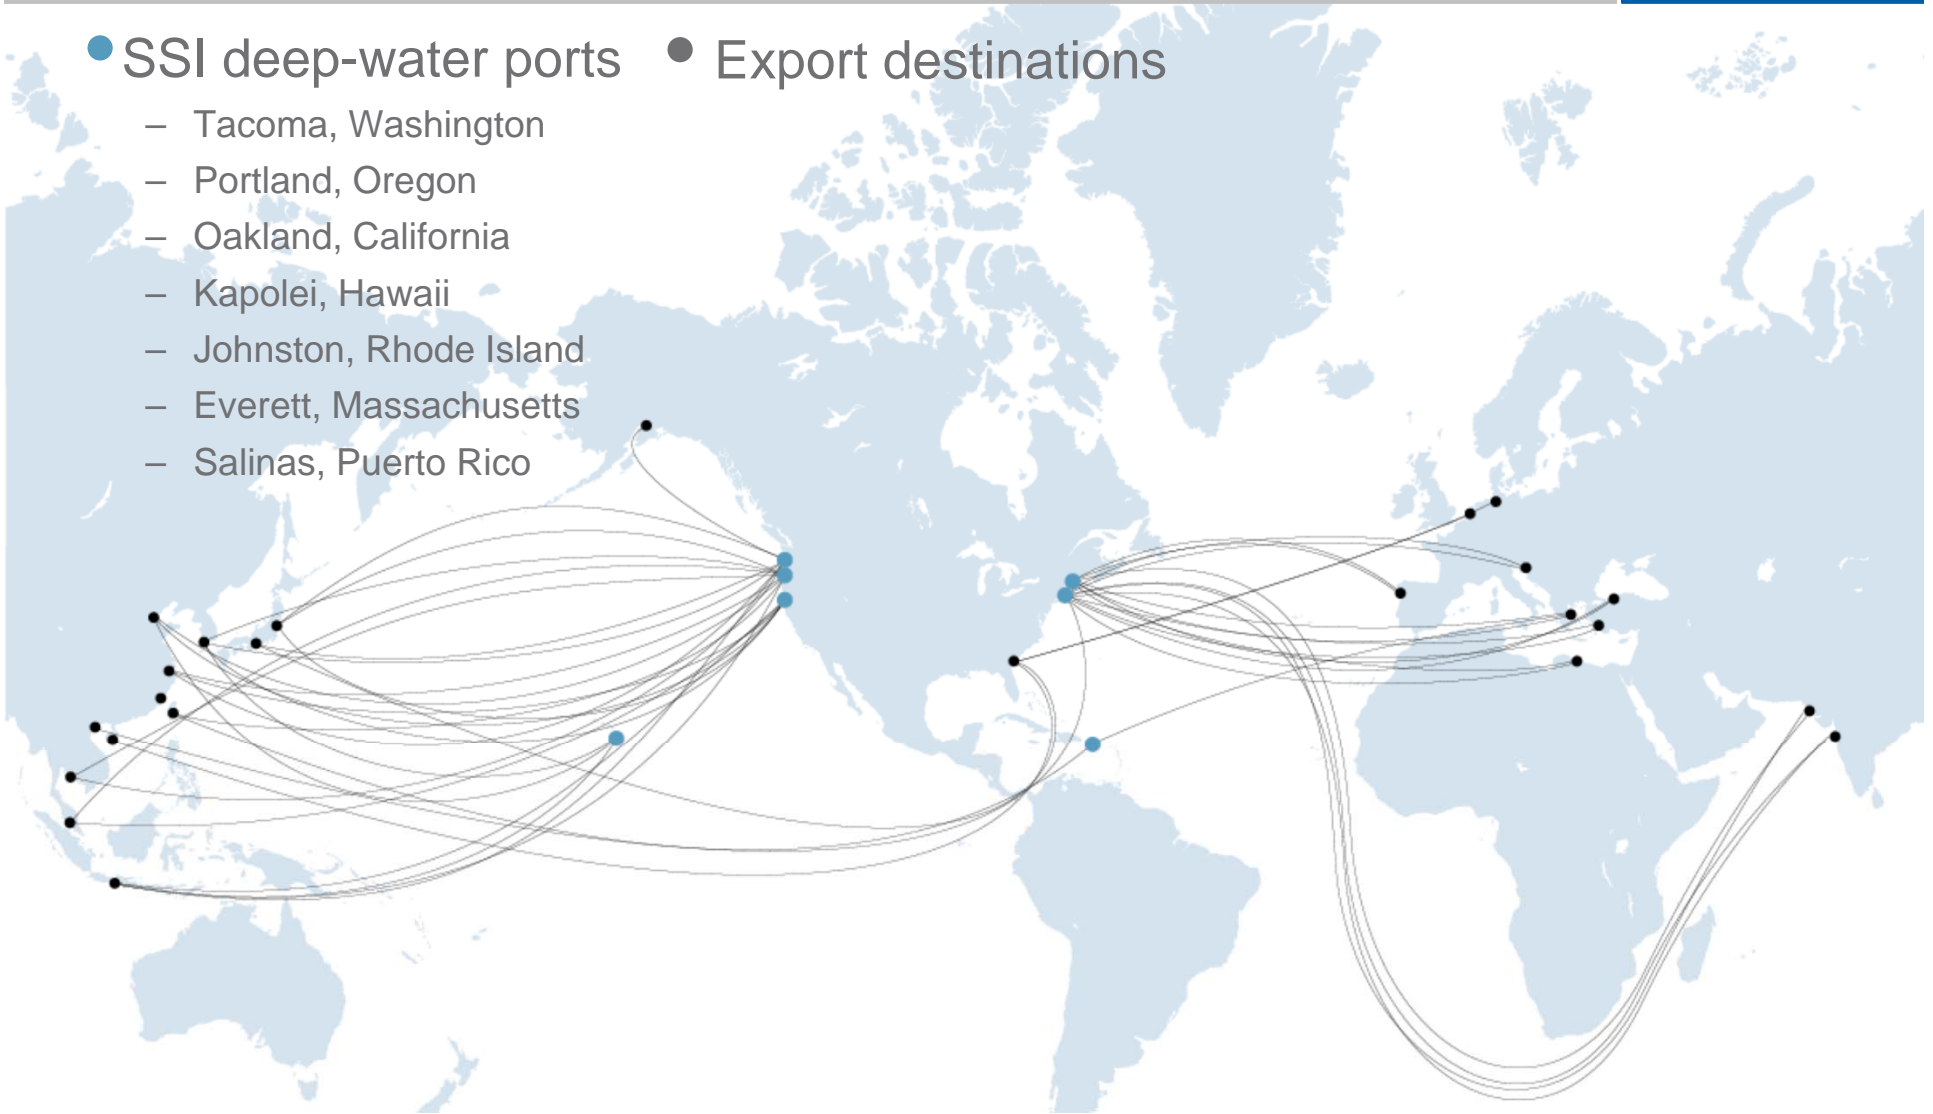 SSI deep-water ports
– Tacoma, Washington
– Portland, Oregon
– Oakland, California
– Kapolei, Hawaii
– Johnston, Rhode Island
– Everett, Massachusetts
– Salinas, Puerto Rico
Export destinations